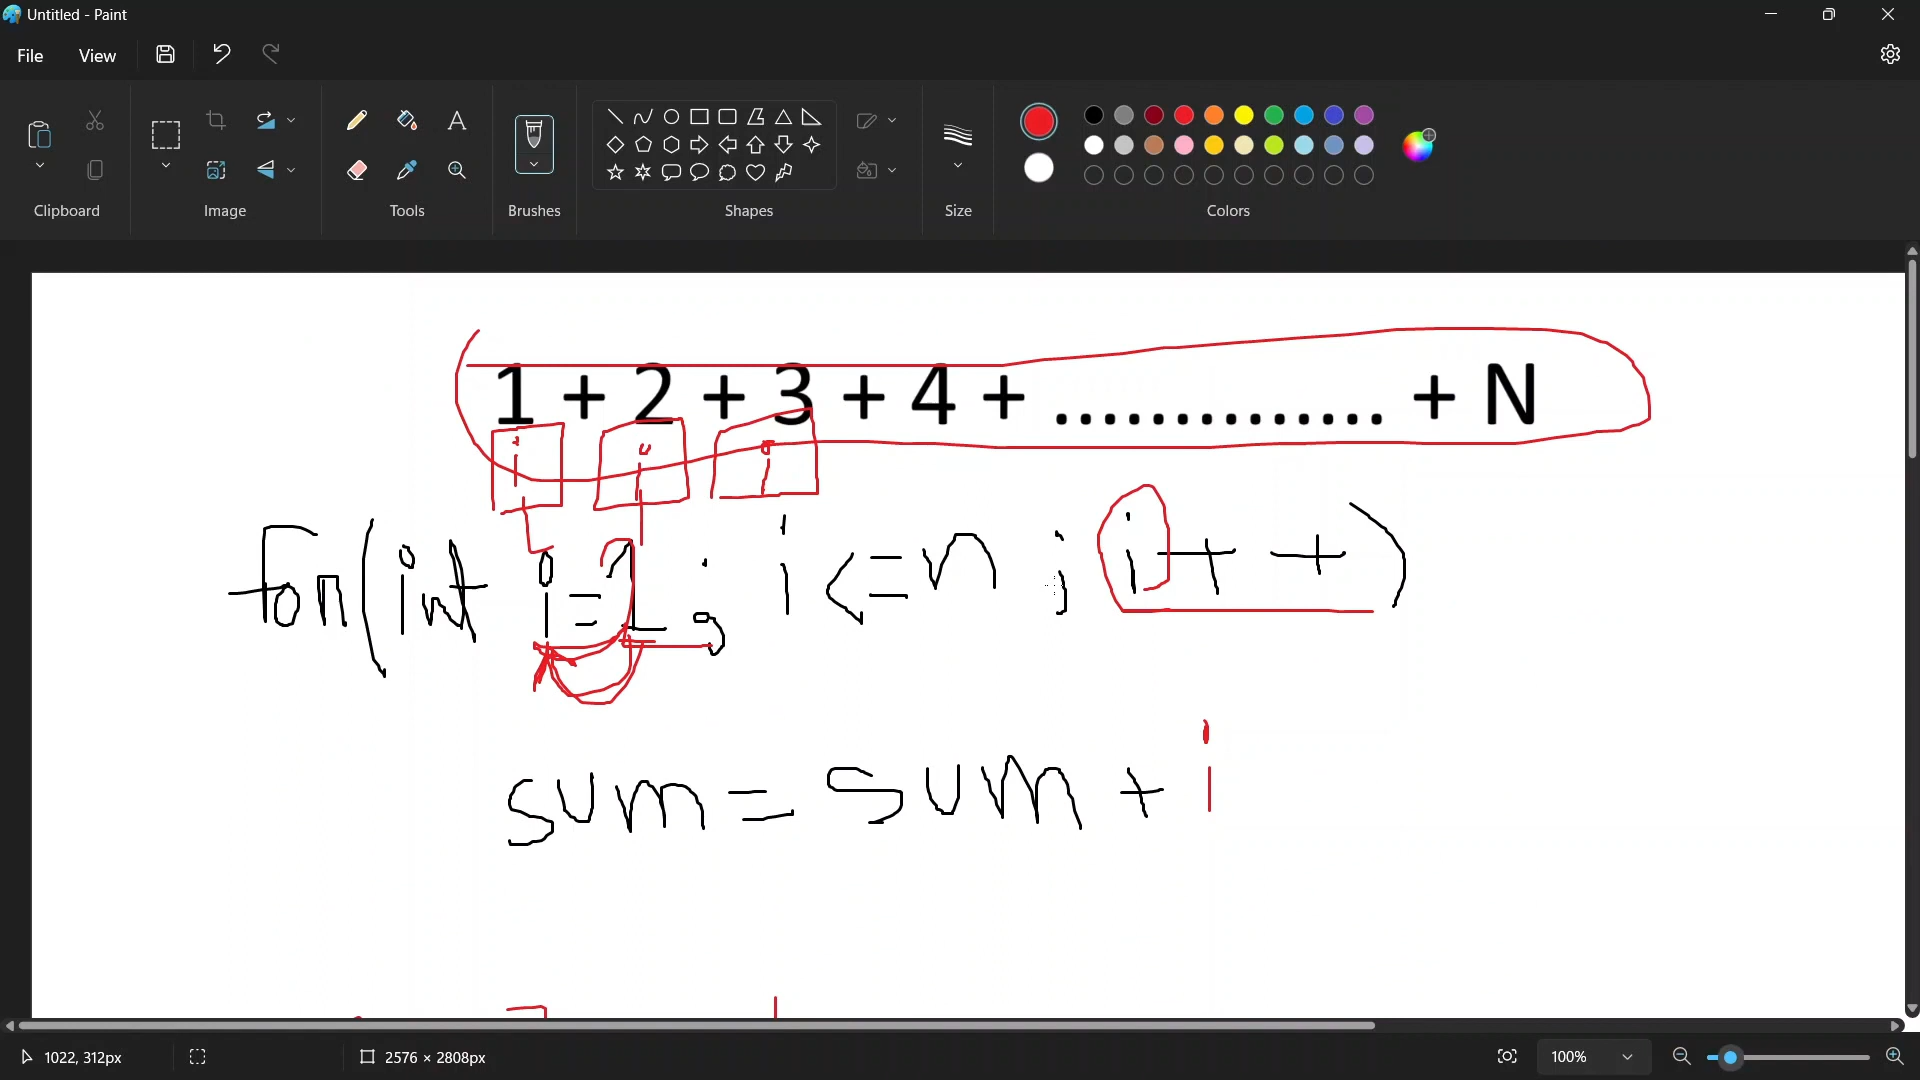 Untitled - Paint
File View
Clipboard Image Tools Brushes Shapes Size Colors
1 + 2 + 3 + 4 + .............. + N
i i i
For(int i=1; i<=n; i++)
sum = sum + i
1022, 312px 2576 × 2808px 100%